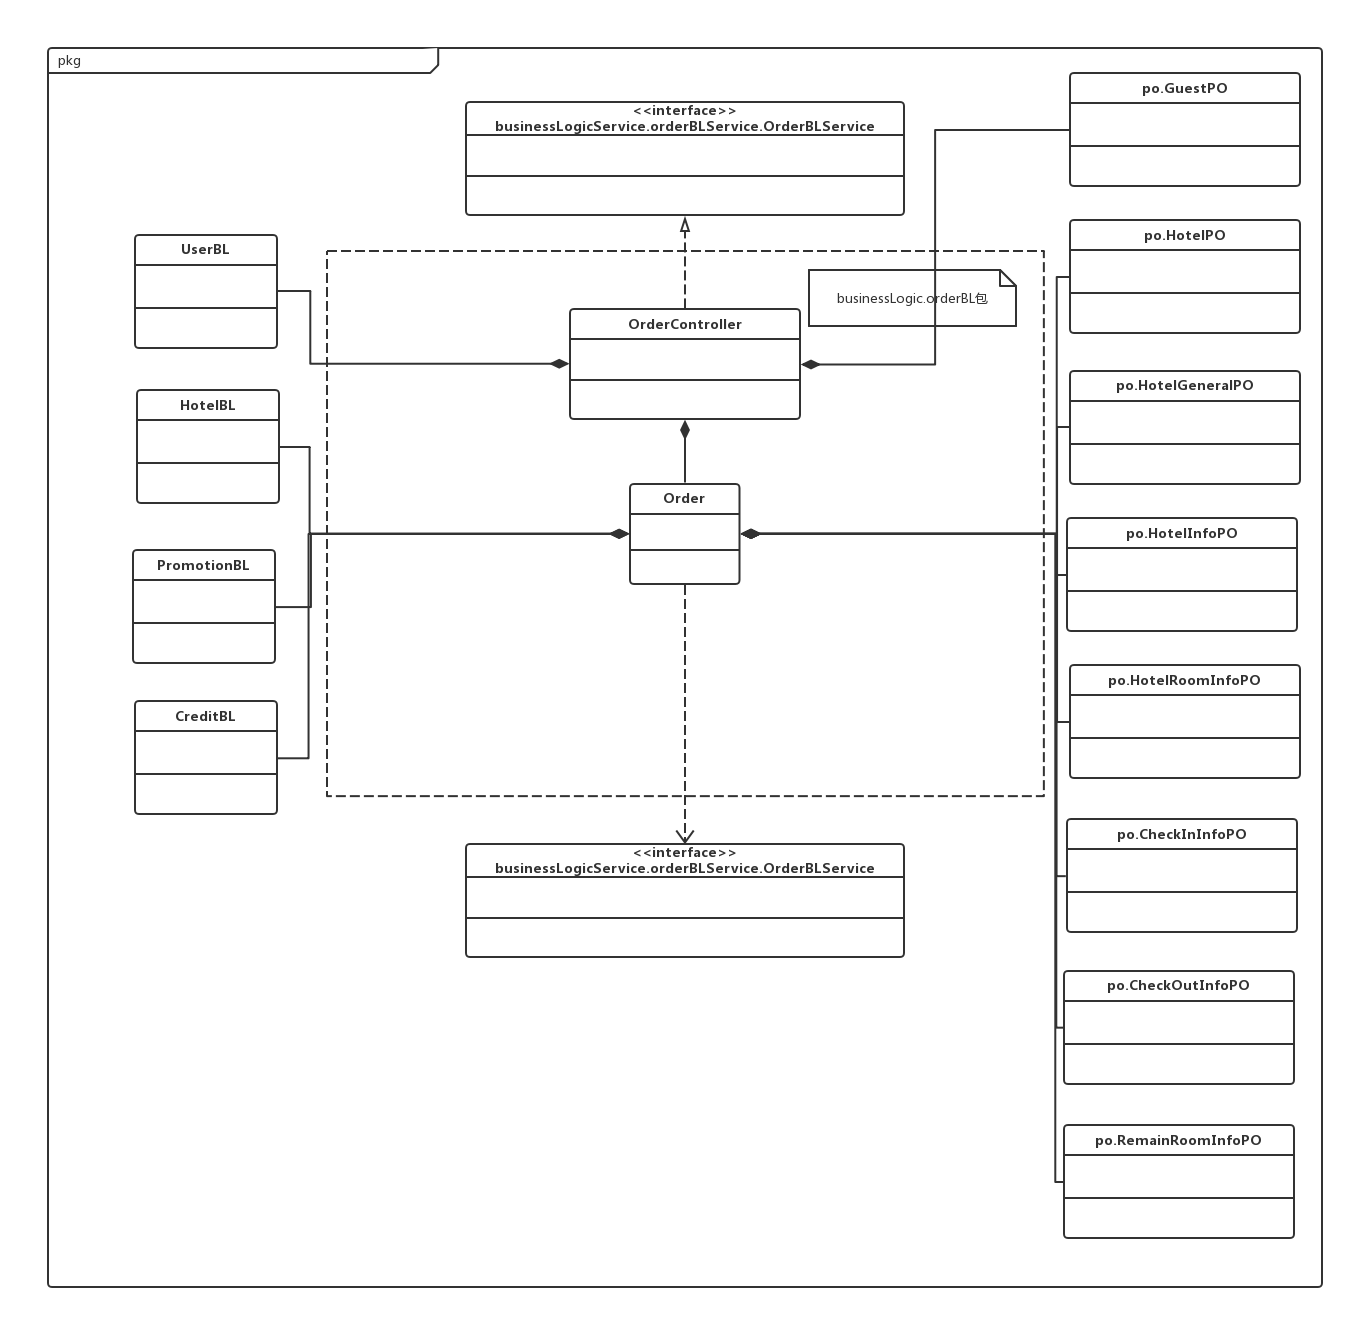 pkg
<<interface>>
businessLogicService.orderBLService.OrderBLService
po.GuestPO
UserBL
po.HotelPO
businessLogic.orderBL包
OrderController
HotelBL
po.HotelGeneralPO
Order
po.HotelInfoPO
PromotionBL
po.HotelRoomInfoPO
CreditBL
po.CheckInInfoPO
<<interface>>
businessLogicService.orderBLService.OrderBLService
po.CheckOutInfoPO
po.RemainRoomInfoPO